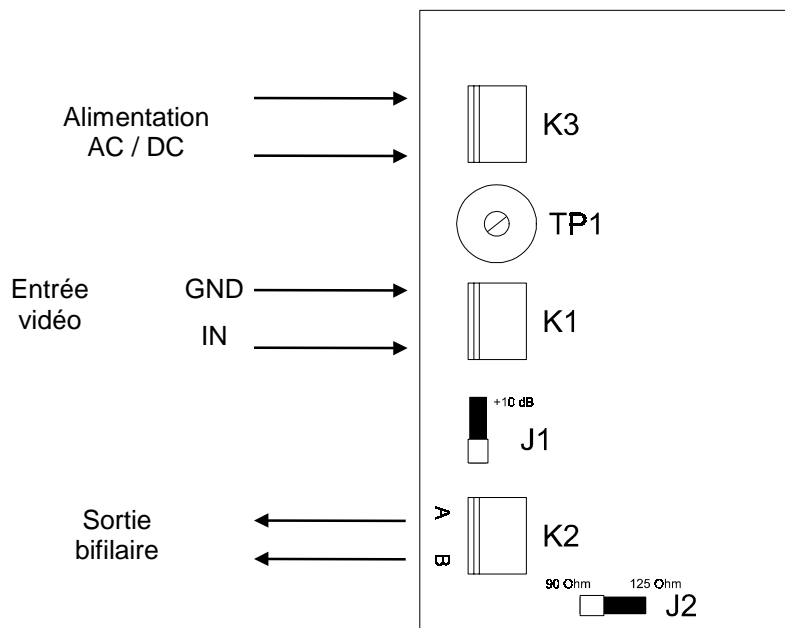 Alimentation
AC / DC
K3
TP1
Entrée
vidéo
GND
IN
K1
+10 dB
J1
Sortie
bifilaire
A
B
K2
90 Ohm
125 Ohm
J2